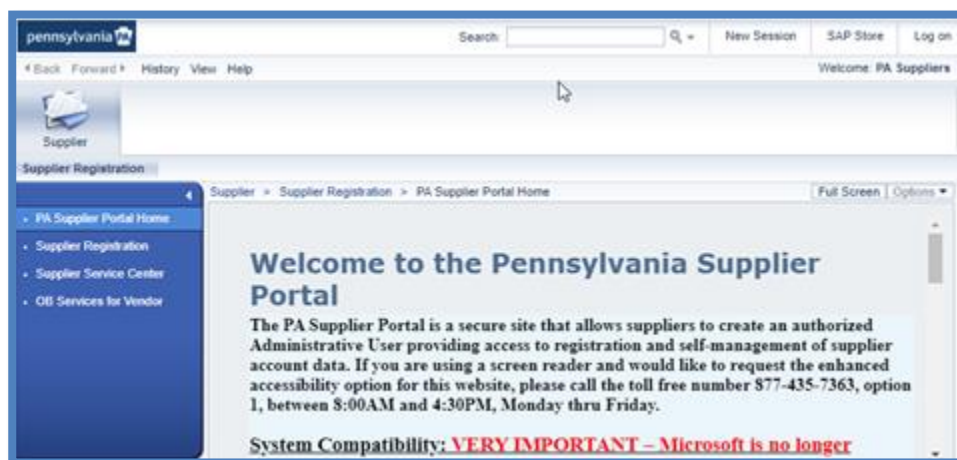 pennsylvania PA
Search:
New Session
SAP Store
Log on
Back Forward History View Help
Welcome: PA Suppliers
Supplier
Supplier Registration
Supplier > Supplier Registration > PA Supplier Portal Home
Full Screen
Options
PA Supplier Portal Home
Supplier Registration
Supplier Service Center
OB Services for Vendor
Welcome to the Pennsylvania Supplier
Portal
The PA Supplier Portal is a secure site that allows suppliers to create an authorized
Administrative User providing access to registration and self-management of supplier
account data. If you are using a screen reader and would like to request the enhanced
accessibility option for this website, please call the toll free number 877-435-7363, option
1, between 8:00AM and 4:30PM, Monday thru Friday.
System Compatibility: VERY IMPORTANT – Microsoft is no longer